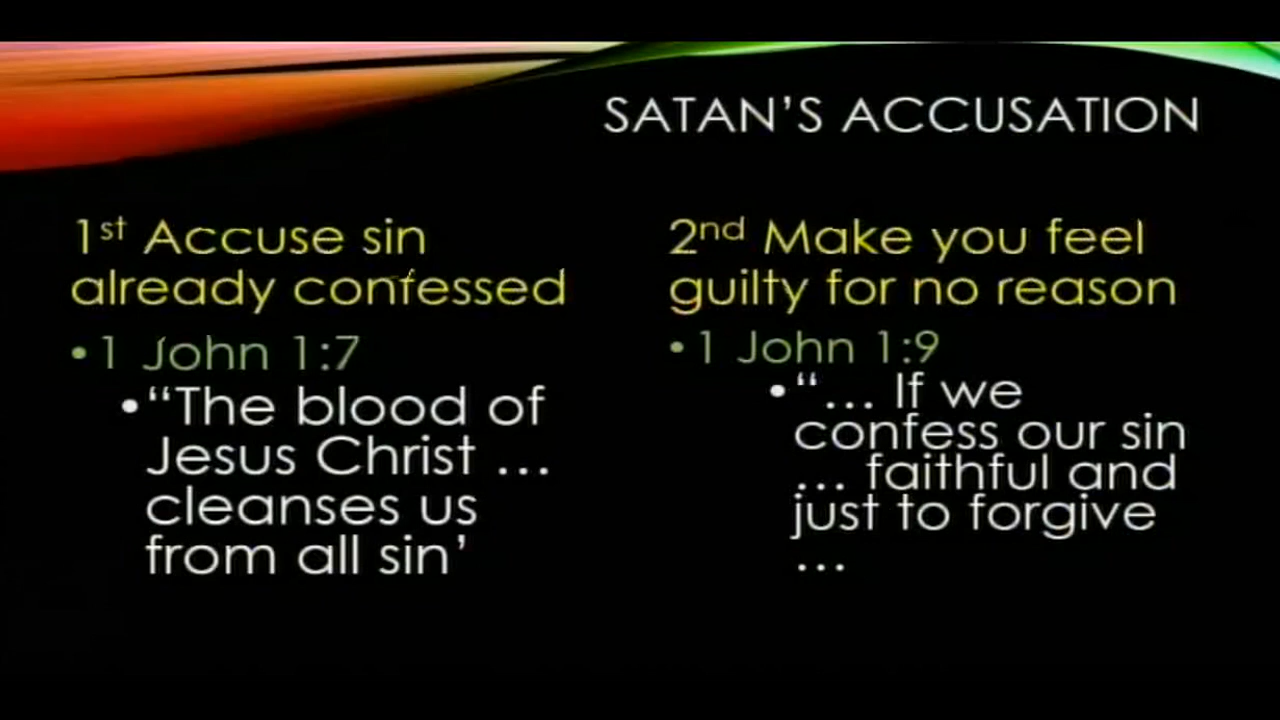 SATAN'S ACCUSATION
1st Accuse sin
already confessed
• 1 John 1:7
• “The blood of
Jesus Christ …
cleanses us
from all sin’
2nd Make you feel
guilty for no reason
• 1 John 1:9
• “… If we
confess our sin
… faithful and
just to forgive
…